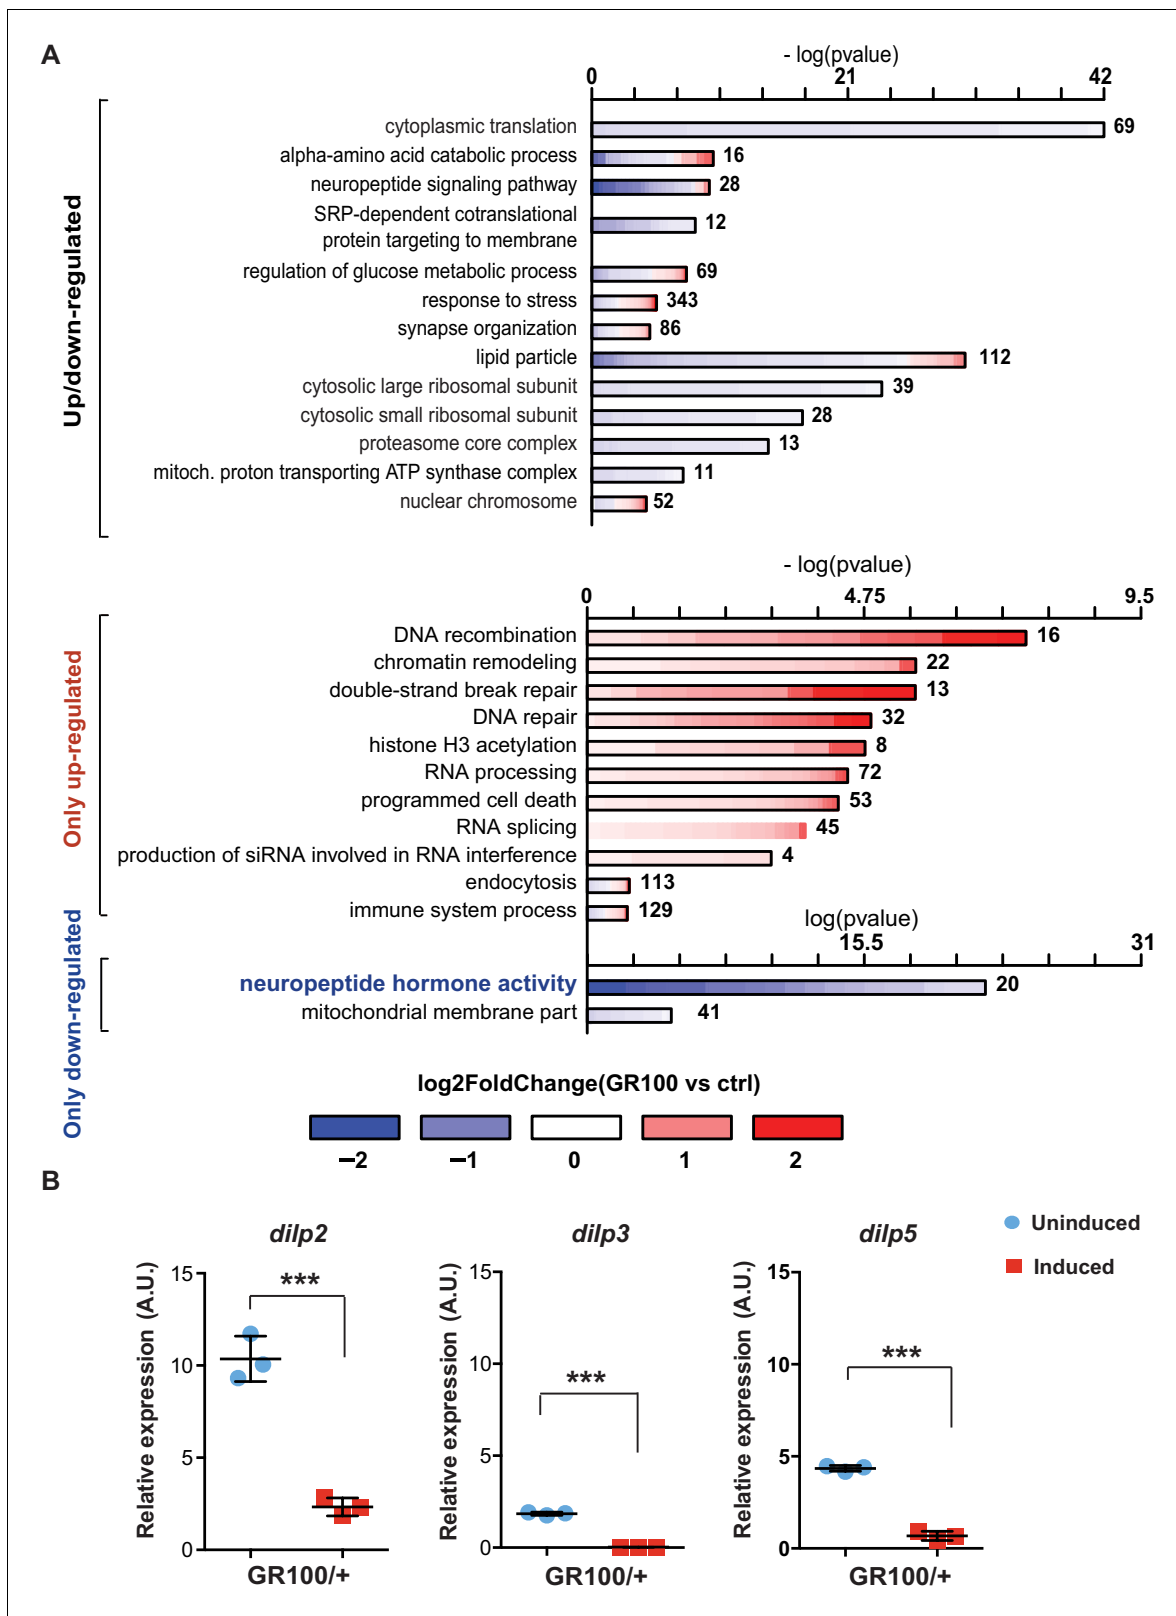 A
- log(pvalue)
0 21 42
Up/down-regulated
cytoplasmic translation 69
alpha-amino acid catabolic process 16
neuropeptide signaling pathway 28
SRP-dependent cotranslational
protein targeting to membrane 12
regulation of glucose metabolic process 69
response to stress 343
synapse organization 86
lipid particle 112
cytosolic large ribosomal subunit 39
cytosolic small ribosomal subunit 28
proteasome core complex 13
mitoch. proton transporting ATP synthase complex 11
nuclear chromosome 52
- log(pvalue)
0 4.75 9.5
Only up-regulated
DNA recombination 16
chromatin remodeling 22
double-strand break repair 13
DNA repair 32
histone H3 acetylation 8
RNA processing 72
programmed cell death 53
RNA splicing 45
production of siRNA involved in RNA interference 4
endocytosis 113
immune system process 129
log(pvalue)
15.5 31
Only down-regulated
neuropeptide hormone activity 20
mitochondrial membrane part 41
log2FoldChange(GR100 vs ctrl)
−2 −1 0 1 2
B
dilp2
Relative expression (A.U.)
15
10
5
0
***
GR100/+
dilp3
Relative expression (A.U.)
15
10
5
0
***
GR100/+
dilp5
Relative expression (A.U.)
15
10
5
0
***
GR100/+
Uninduced
Induced